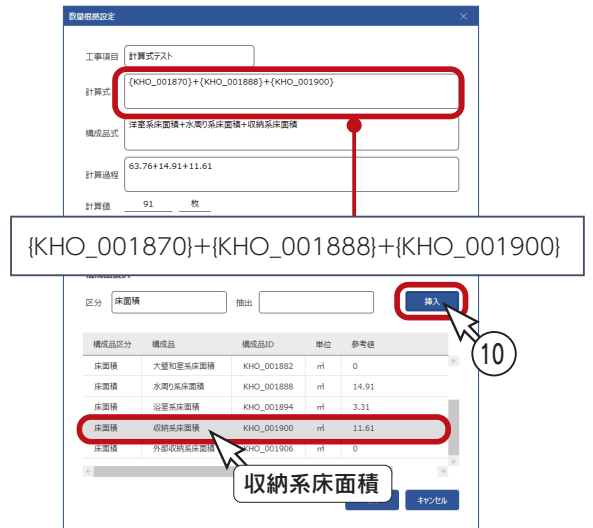 数量根拠設定
工事項目 計算式テスト
計算式 {KHO_001870}+{KHO_001888}+{KHO_001900}
構成品式 洋室系床面積+水周り系床面積+収納系床面積
計算過程 63.76+14.91+11.61
計算値 91 枚
{KHO_001870}+{KHO_001888}+{KHO_001900}
区分 床面積 抽出 挿入
10
構成品区分 構成品 構成品ID 単位 参考値
床面積 大壁和室系床面積 KHO_001882 ㎡ 0
床面積 水周り系床面積 KHO_001888 ㎡ 14.91
床面積 浴室系床面積 KHO_001894 ㎡ 3.31
床面積 収納系床面積 KHO_001900 ㎡ 11.61
床面積 外部収納系床面積 KHO_001906 ㎡ 0
収納系床面積
キャンセル